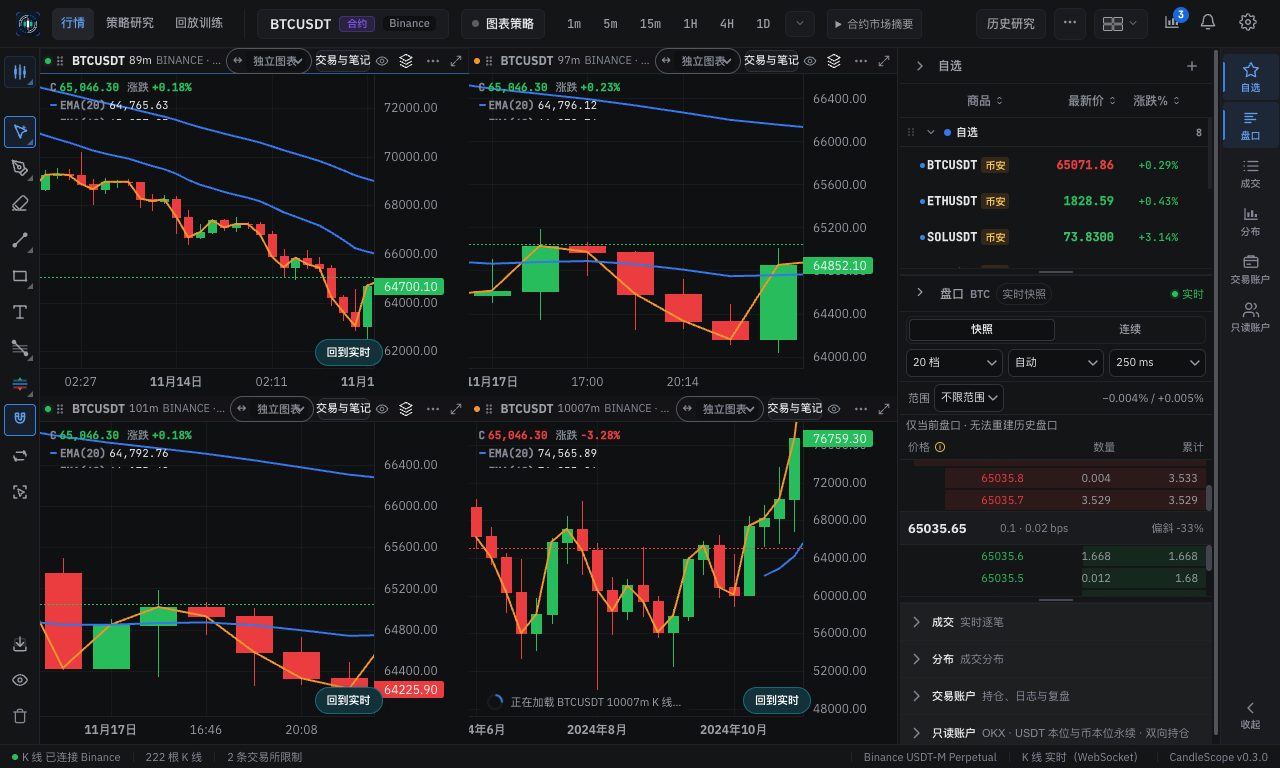 行情 策略研究 回放训练 BTCUSDT 合约 Binance 图表策略 1m 5m 15m 1H 4H 1D 合约市场摘要 历史研究 3
BTCUSDT 89m BINANCE · ... 独立图表 交易与笔记
C 65,046.30 涨跌 +0.18%
EMA(20) 64,765.63
72000.00
70000.00
68000.00
66000.00
64700.10
64000.00
62000.00
回到实时
02:27 11月14日 02:11 11月1
BTCUSDT 97m BINANCE · ... 独立图表 交易与笔记
C 65,046.30 涨跌 +0.23%
EMA(20) 64,796.12
66400.00
66000.00
65600.00
65200.00
64852.10
64400.00
64000.00
11月17日 17:00 20:14
BTCUSDT 101m BINANCE · ... 独立图表 交易与笔记
C 65,046.30 涨跌 +0.18%
EMA(20) 64,792.76
66400.00
66000.00
65600.00
65200.00
64800.00
64400.00
64225.90
回到实时
11月17日 16:46 20:08
BTCUSDT 10007m BINANCE · ... 独立图表 交易与笔记
C 65,046.30 涨跌 -3.28%
EMA(20) 74,565.89
76759.30
72000.00
68000.00
64000.00
60000.00
56000.00
52000.00
48000.00
正在加载 BTCUSDT 10007m K 线...
回到实时
4年6月 2024年8月 2024年10月
自选
商品 最新价 涨跌%
自选 8
BTCUSDT 币安 65071.86 +0.29%
ETHUSDT 币安 1828.59 +0.43%
SOLUSDT 币安 73.8300 +3.14%
盘口 BTC 实时快照 实时
快照 连续
20 档 自动 250 ms
范围 不限范围 −0.004% / +0.005%
仅当前盘口 · 无法重建历史盘口
价格 数量 累计
65035.8 0.004 3.533
65035.7 3.529 3.529
65035.65 0.1 · 0.02 bps 偏斜 -33%
65035.6 1.668 1.668
65035.5 0.012 1.68
成交 实时逐笔
分布 成交分布
交易账户 持仓、日志与复盘
只读账户 OKX · USDT 本位与币本位永续 · 双向持仓
自选
盘口
成交
分布
交易账户
只读账户
收起
K 线 已连接 Binance 222 根 K 线 2 条交易所限制 Binance USDT-M Perpetual K 线 实时（WebSocket） CandleScope v0.3.0